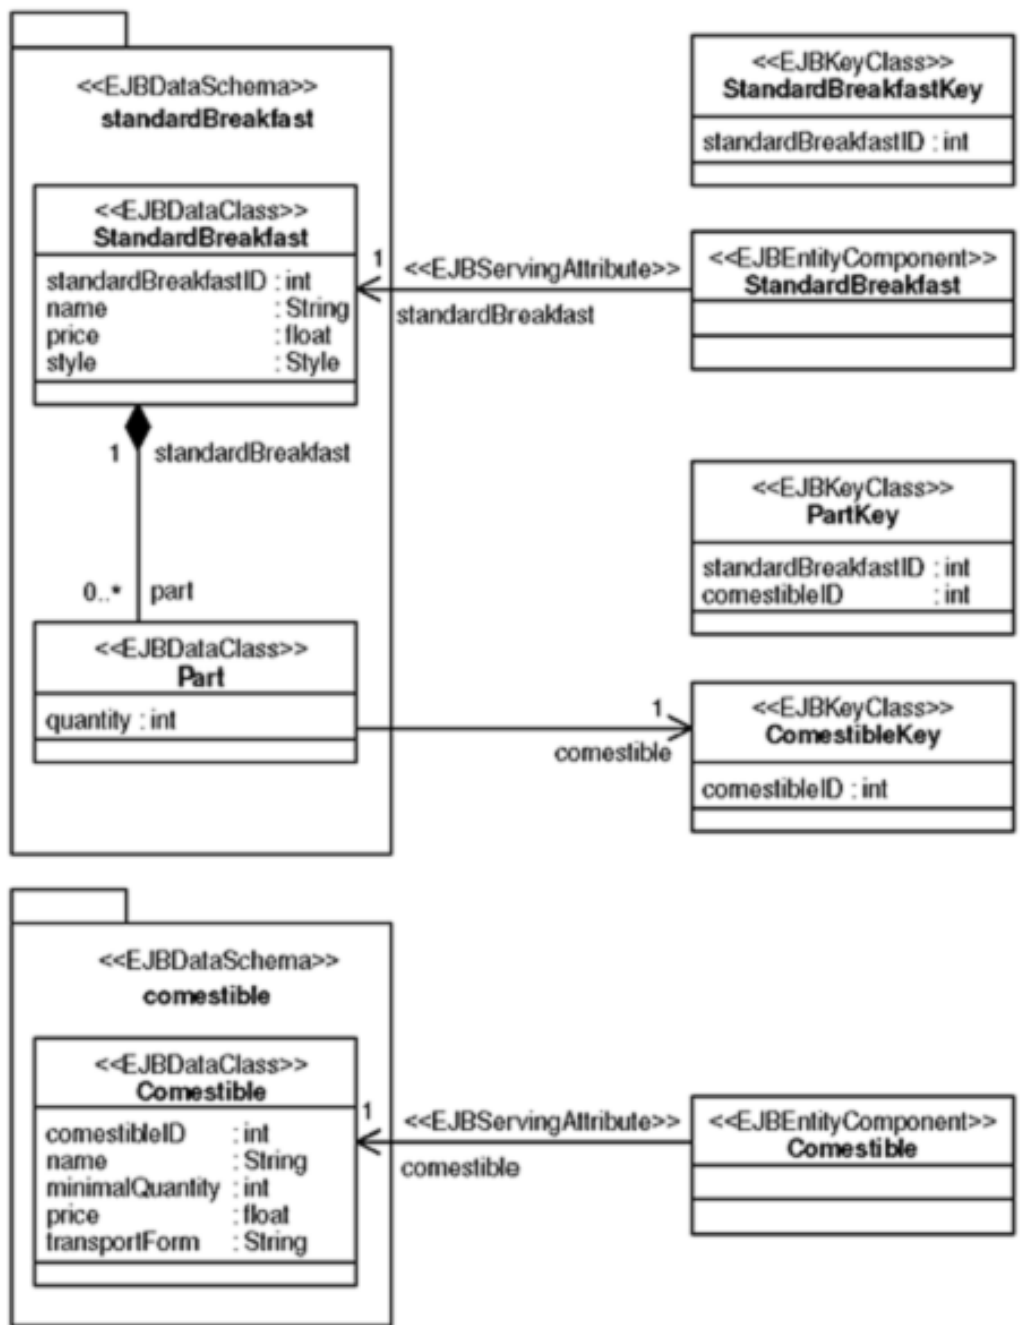 <<EJBDataSchema>>
standardBreakfast
<<EJBDataClass>>
StandardBreakfast
standardBreakfastID : int
name : String
price : float
style : Style
1
<<EJBServingAttribute>>
standardBreakfast
<<EJBKeyClass>>
StandardBreakfastKey
standardBreakfastID : int
<<EJBEntityComponent>>
StandardBreakfast
1 standardBreakfast
0..* part
<<EJBDataClass>>
Part
quantity : int
1
comestible
<<EJBKeyClass>>
PartKey
standardBreakfastID : int
comestibleID : int
<<EJBKeyClass>>
ComestibleKey
comestibleID : int
<<EJBDataSchema>>
comestible
<<EJBDataClass>>
Comestible
comestibleID : int
name : String
minimalQuantity : int
price : float
transportForm : String
1
<<EJBServingAttribute>>
comestible
<<EJBEntityComponent>>
Comestible